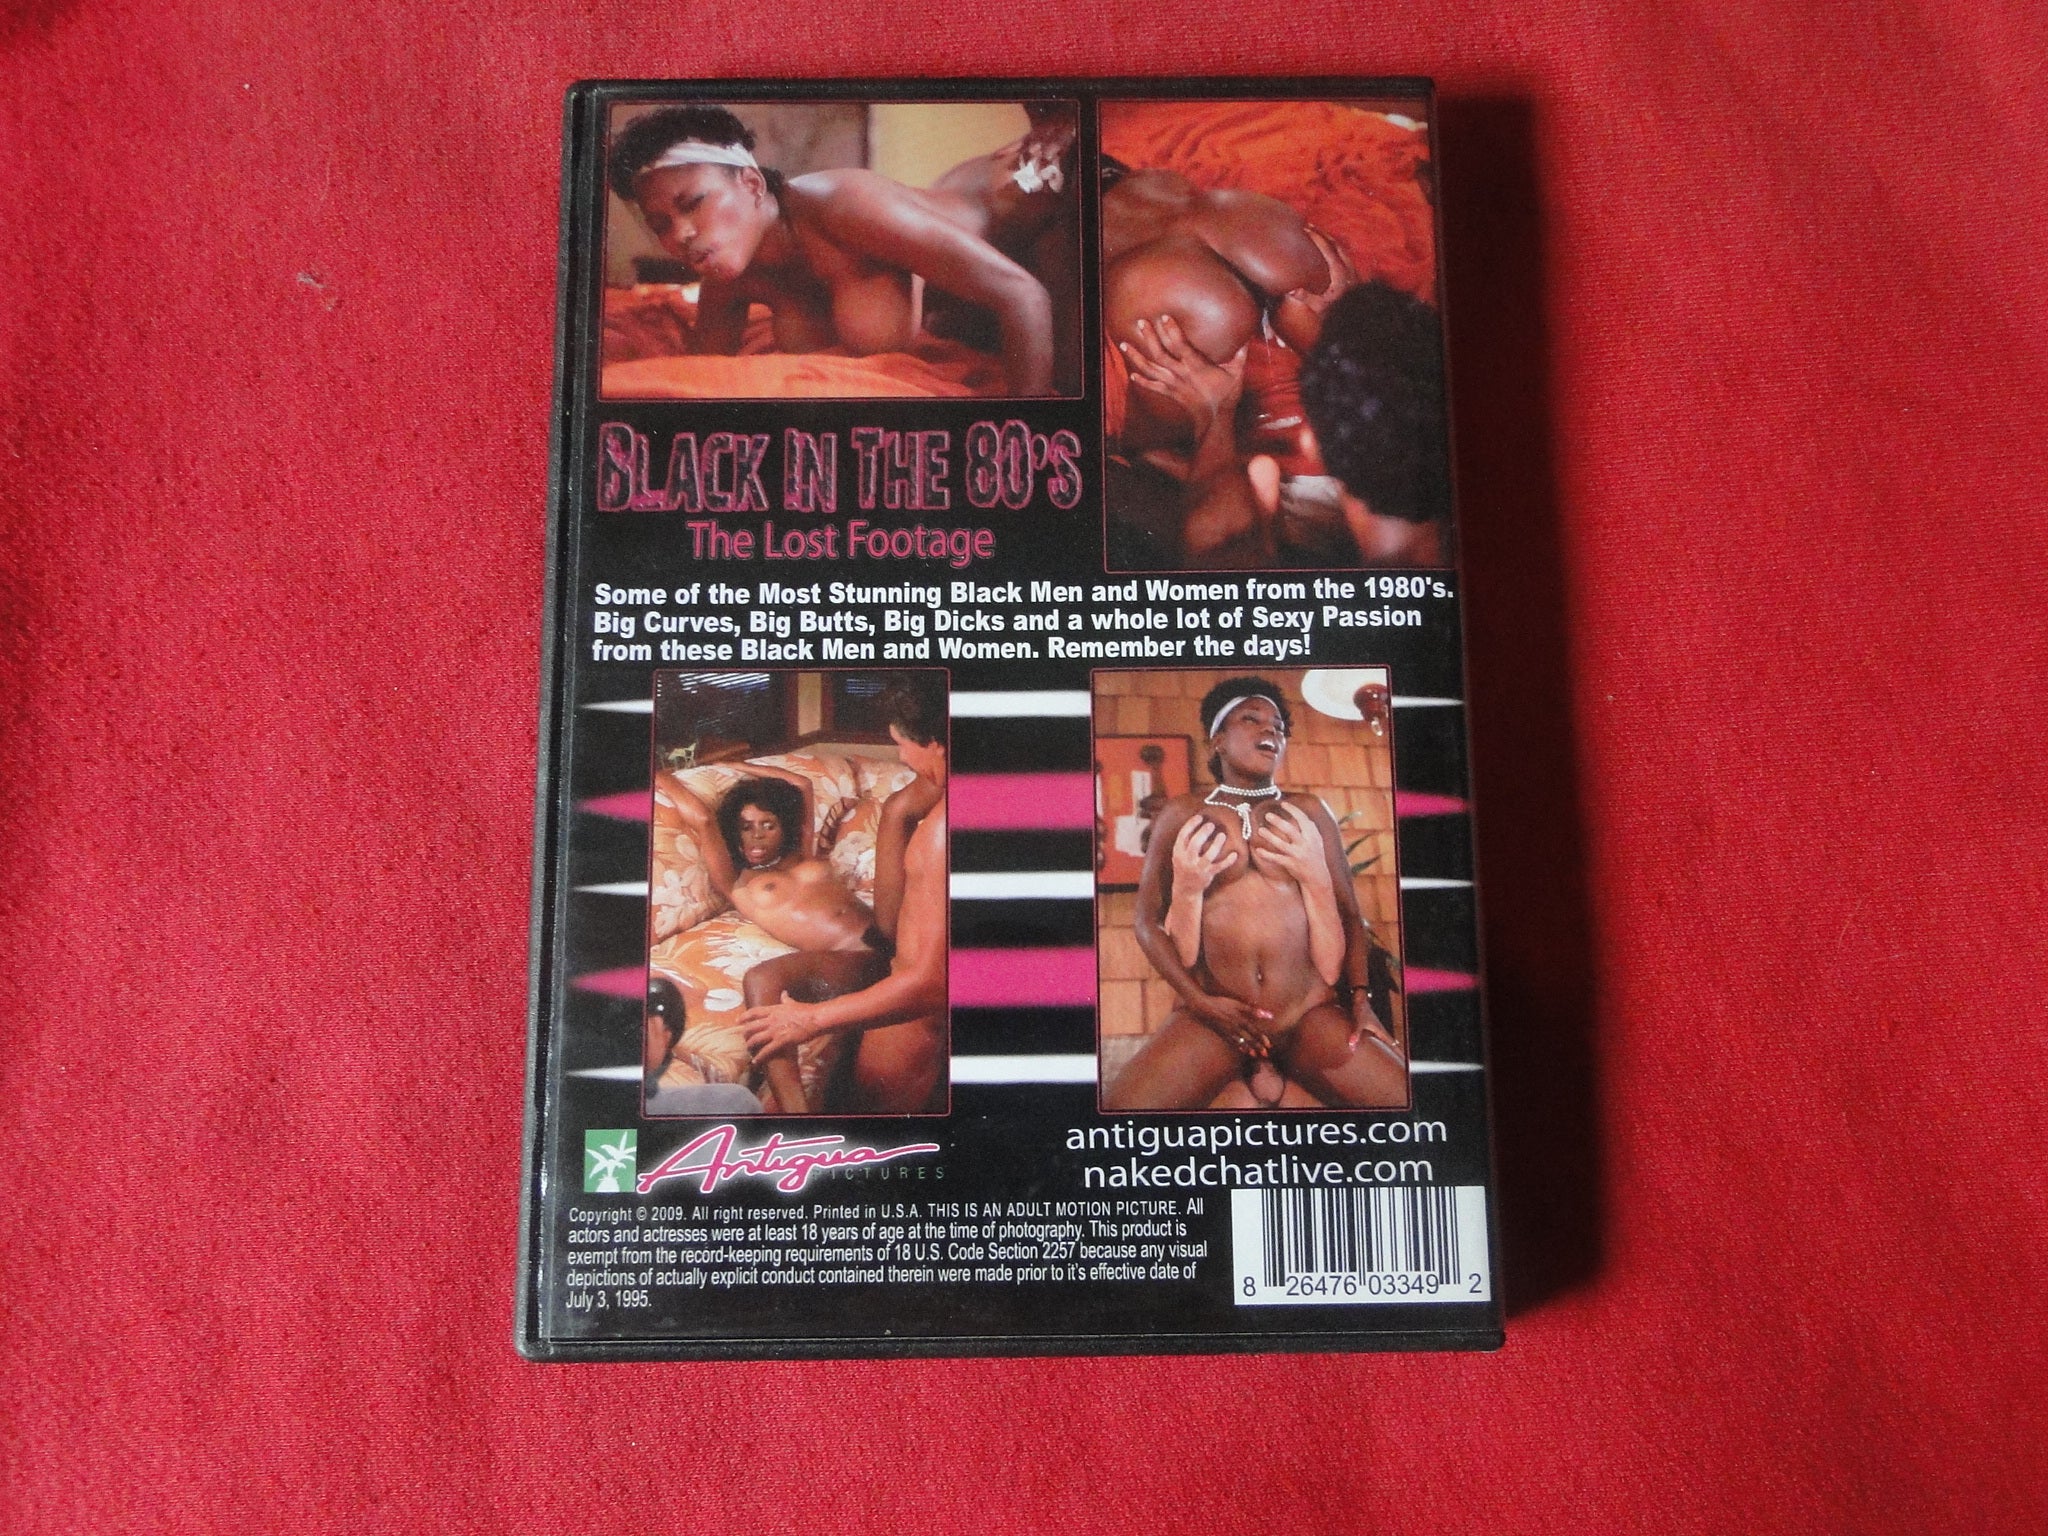 BLACK IN THE 80'S
The Lost Footage
Some of the Most Stunning Black Men and Women from the 1980's.
Big Curves, Big Butts, Big Dicks and a whole lot of Sexy Passion
from these Black Men and Women. Remember the days!
Antigua
PICTURES
antiguapictures.com
nakedchatlive.com
Copyright © 2009. All right reserved. Printed in U.S.A. THIS IS AN ADULT MOTION PICTURE. All
actors and actresses were at least 18 years of age at the time of photography. This product is
exempt from the record-keeping requirements of 18 U.S. Code Section 2257 because any visual
depictions of actually explicit conduct contained therein were made prior to it's effective date of
July 3, 1995.
8 26476 03349 2